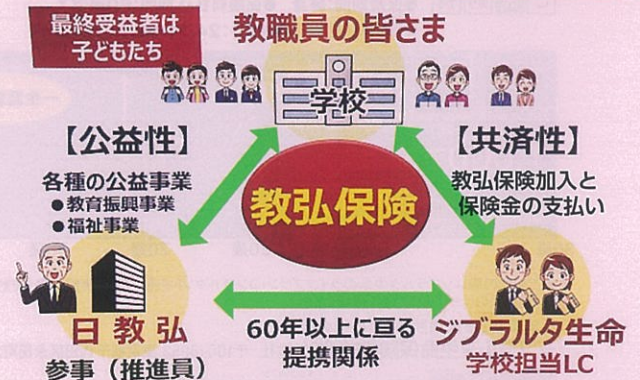 最終受益者は
子どもたち
教職員の皆さま
学校
【公益性】
各種の公益事業
●教育振興事業
●福祉事業
【共済性】
教弘保険加入と
保険金の支払い
教弘保険
日教弘
参事（推進員）
60年以上に亘る
提携関係
ジブラルタ生命
学校担当LC